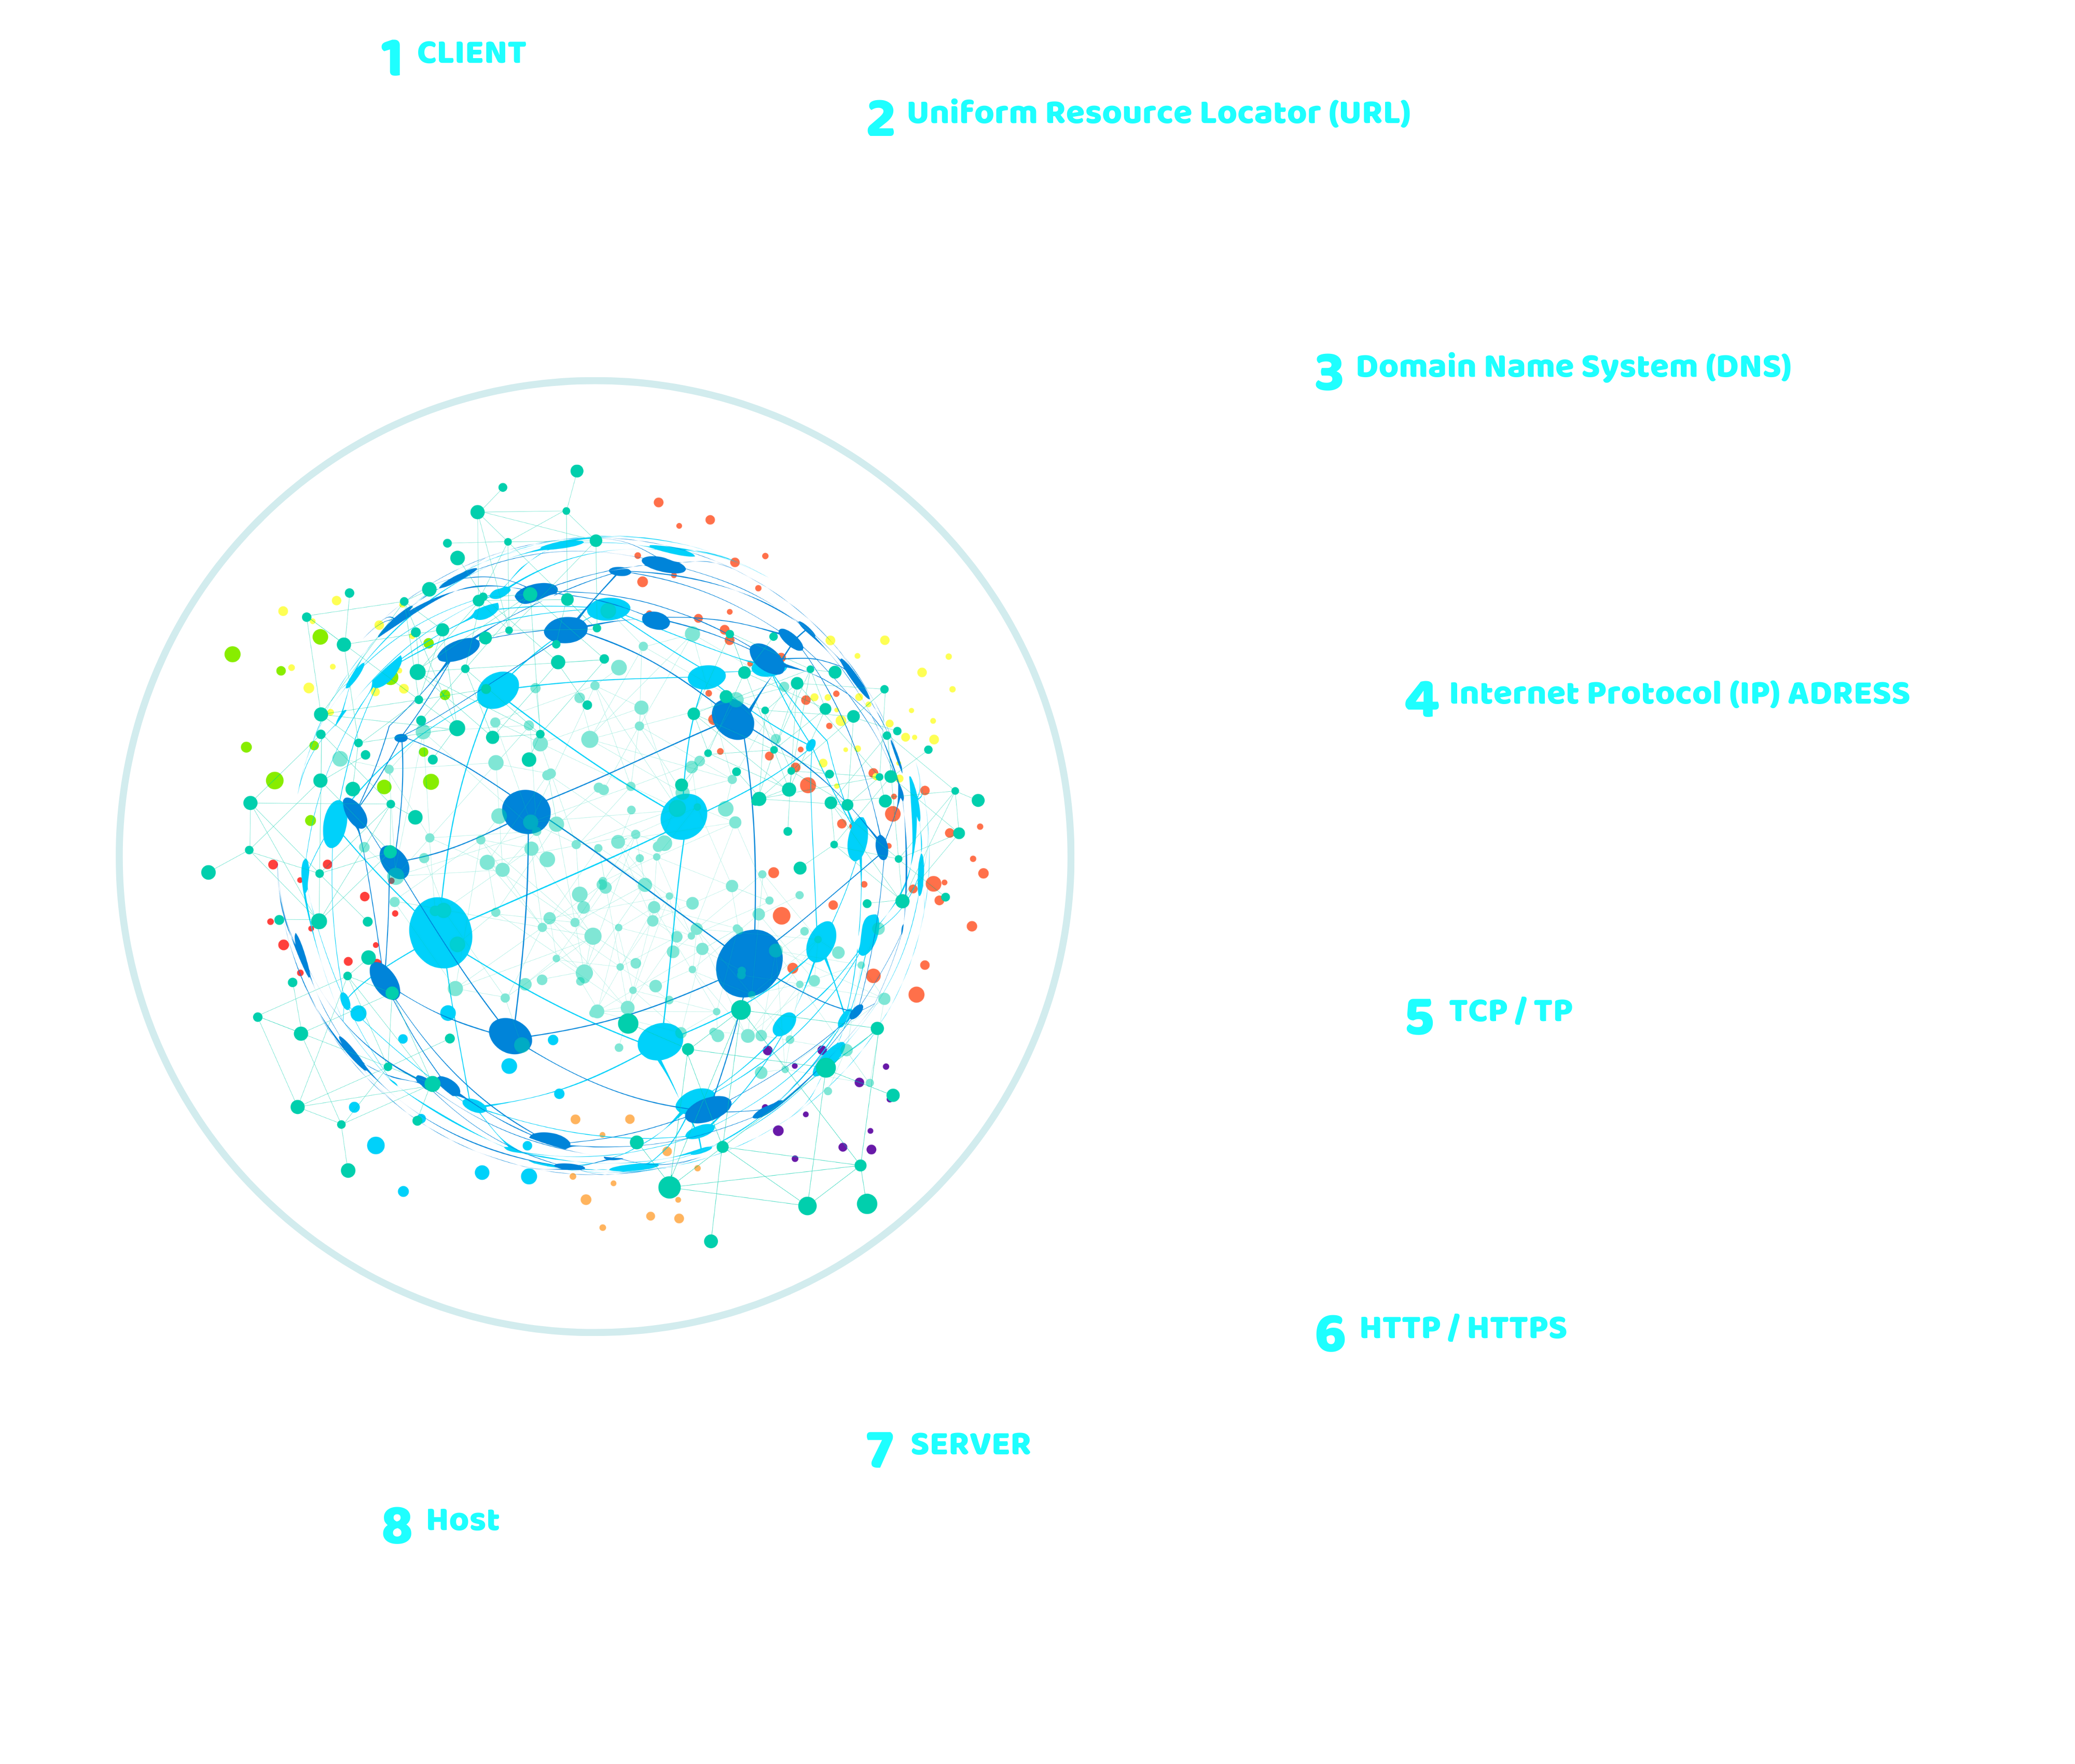 1 CLIENT
2 Uniform Resource Locator (URL)
3 Domain Name System (DNS)
4 Internet Protocol (IP) ADRESS
5 TCP / TP
6 HTTP / HTTPS
7 SERVER
8 Host